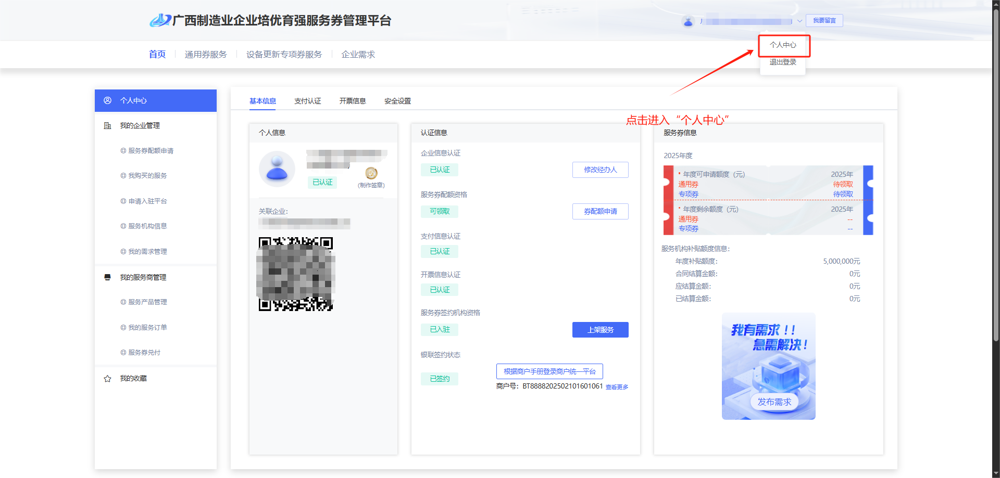 广西制造业企业培优育强服务券管理平台
我要留言
个人中心
退出登录
首页
通用券服务
设备更新专项券服务
企业需求
点击进入“个人中心”
个人中心
我的企业管理
服务券配额申请
我购买的服务
申请入驻平台
服务机构信息
我的需求管理
我的服务商管理
服务产品管理
我的服务订单
服务券兑付
我的收藏
基本信息
支付认证
开票信息
安全设置
个人信息
已认证
(制作签章)
关联企业:
认证信息
企业信息认证
已认证
修改经办人
服务券配额资格
可领取
券配额申请
支付信息认证
已认证
开票信息认证
已认证
服务券签约机构资格
已入驻
上架服务
银联签约状态
已签约
根据商户手册登录商户统一平台
商户号: BT8888202502101601061 查看更多
服务券信息
2025年度
* 年度可申请额度（元） 2025年
通用券 待领取
专项券 待领取
* 年度剩余额度（元） 2025年
通用券 --
专项券 --
服务机构补贴额度信息:
年度补贴额度: 5,000,000元
合同结算金额: 0元
应结算金额: 0元
已结算金额: 0元
我有需求！！
急需解决！
发布需求